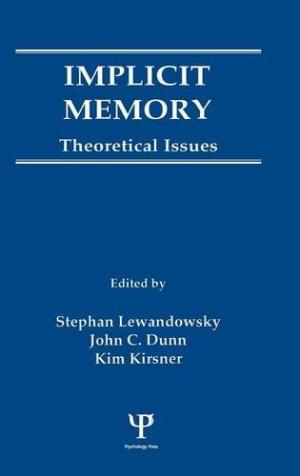 IMPLICIT
MEMORY
Theoretical Issues
Edited by
Stephan Lewandowsky
John C. Dunn
Kim Kirsner
Psychology Press